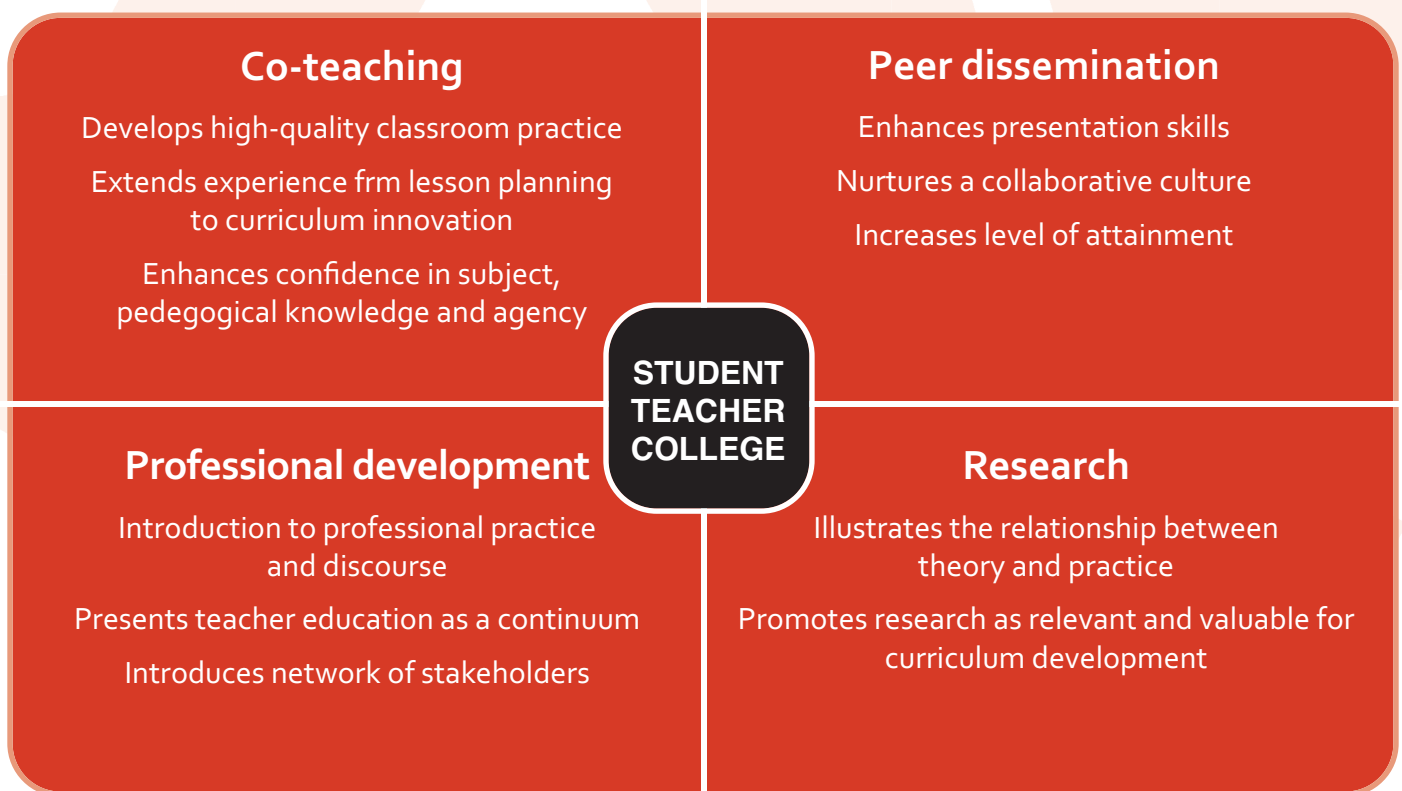 Co-teaching
Develops high-quality classroom practice
Extends experience frm lesson planning
to curriculum innovation
Enhances confidence in subject,
pedegogical knowledge and agency
Peer dissemination
Enhances presentation skills
Nurtures a collaborative culture
Increases level of attainment
STUDENT
TEACHER
COLLEGE
Professional development
Introduction to professional practice
and discourse
Presents teacher education as a continuum
Introduces network of stakeholders
Research
Illustrates the relationship between
theory and practice
Promotes research as relevant and valuable for
curriculum development